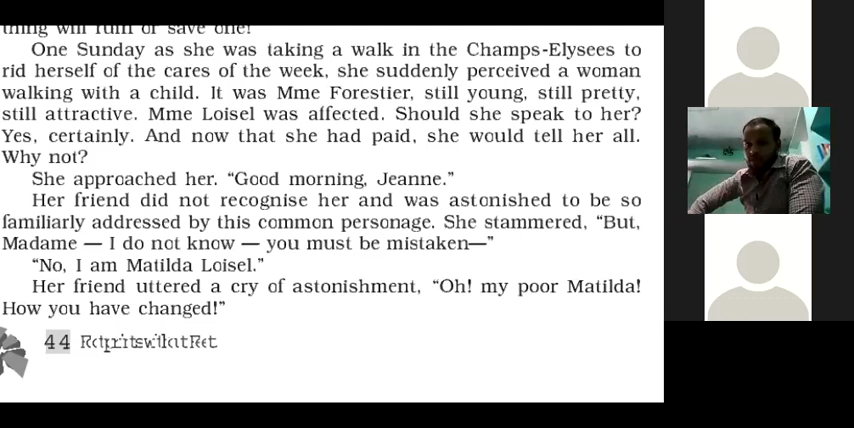 thing will ruin or save one!
One Sunday as she was taking a walk in the Champs-Elysees to
rid herself of the cares of the week, she suddenly perceived a woman
walking with a child. It was Mme Forestier, still young, still pretty,
still attractive. Mme Loisel was affected. Should she speak to her?
Yes, certainly. And now that she had paid, she would tell her all.
Why not?
She approached her. “Good morning, Jeanne.”
Her friend did not recognise her and was astonished to be so
familiarly addressed by this common personage. She stammered, “But,
Madame — I do not know — you must be mistaken—”
“No, I am Matilda Loisel.”
Her friend uttered a cry of astonishment, “Oh! my poor Matilda!
How you have changed!”
44